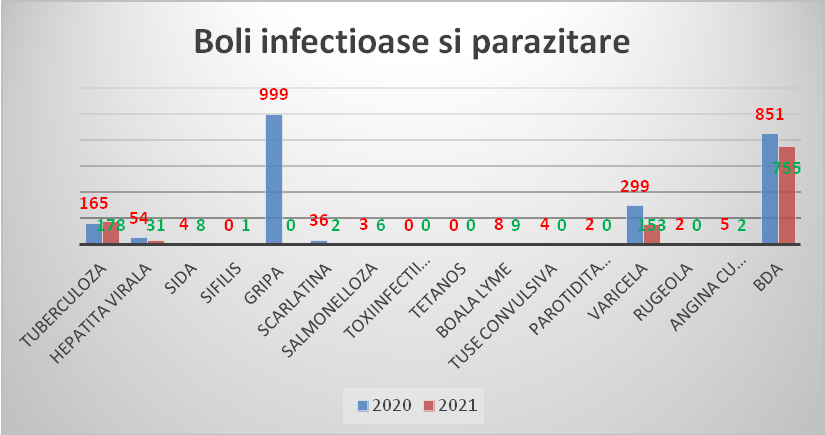 Boli infectioase si parazitare
165 178
54 31
4 8
0 1
999 0
36 2
3 6
0 0
0 0
8 9
4 0
2 0
299 153
2 0
5 2
851 755
TUBERCULOZA
HEPATITA VIRALA
SIDA
SIFILIS
GRIPA
SCARLATINA
SALMONELLOZA
TOXIINFECTII...
TETANOS
BOALA LYME
TUSE CONVULSIVA
PAROTIDITA...
VARICELA
RUGEOLA
ANGINA CU...
BDA
2020 2021